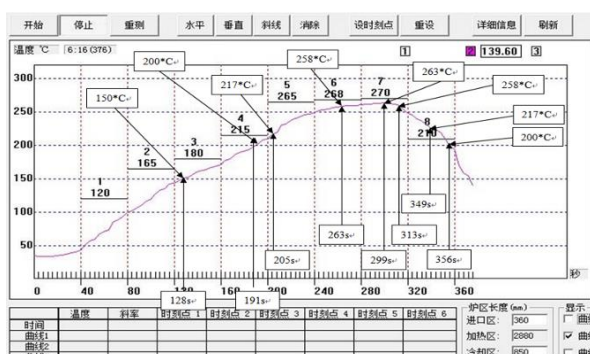 开始 停止 重测 水平 垂直 斜线 消除 设时刻点 重设 详细信息 刷新
温度 ℃ 6:16(376) 1 2 139.60 3
200*C 258*C 263*C
150*C 217*C 258*C
217*C
200*C
300
250
200
150
100
50
1
120
2
165
3
180
4
215
5
265
6
268
7
270
8
210
349s
205s 263s 299s 313s 356s
秒
0 40 80 120 160 200 240 280 320 360
128s 191s
温度 斜率 时刻点 1 时刻点 2 时刻点 3 时刻点 4 时刻点 5 时刻点 6
时间
曲线1
曲线2
炉区长度(mm) 显示
进口区: 360
加热区: 2880
冷却区: 850